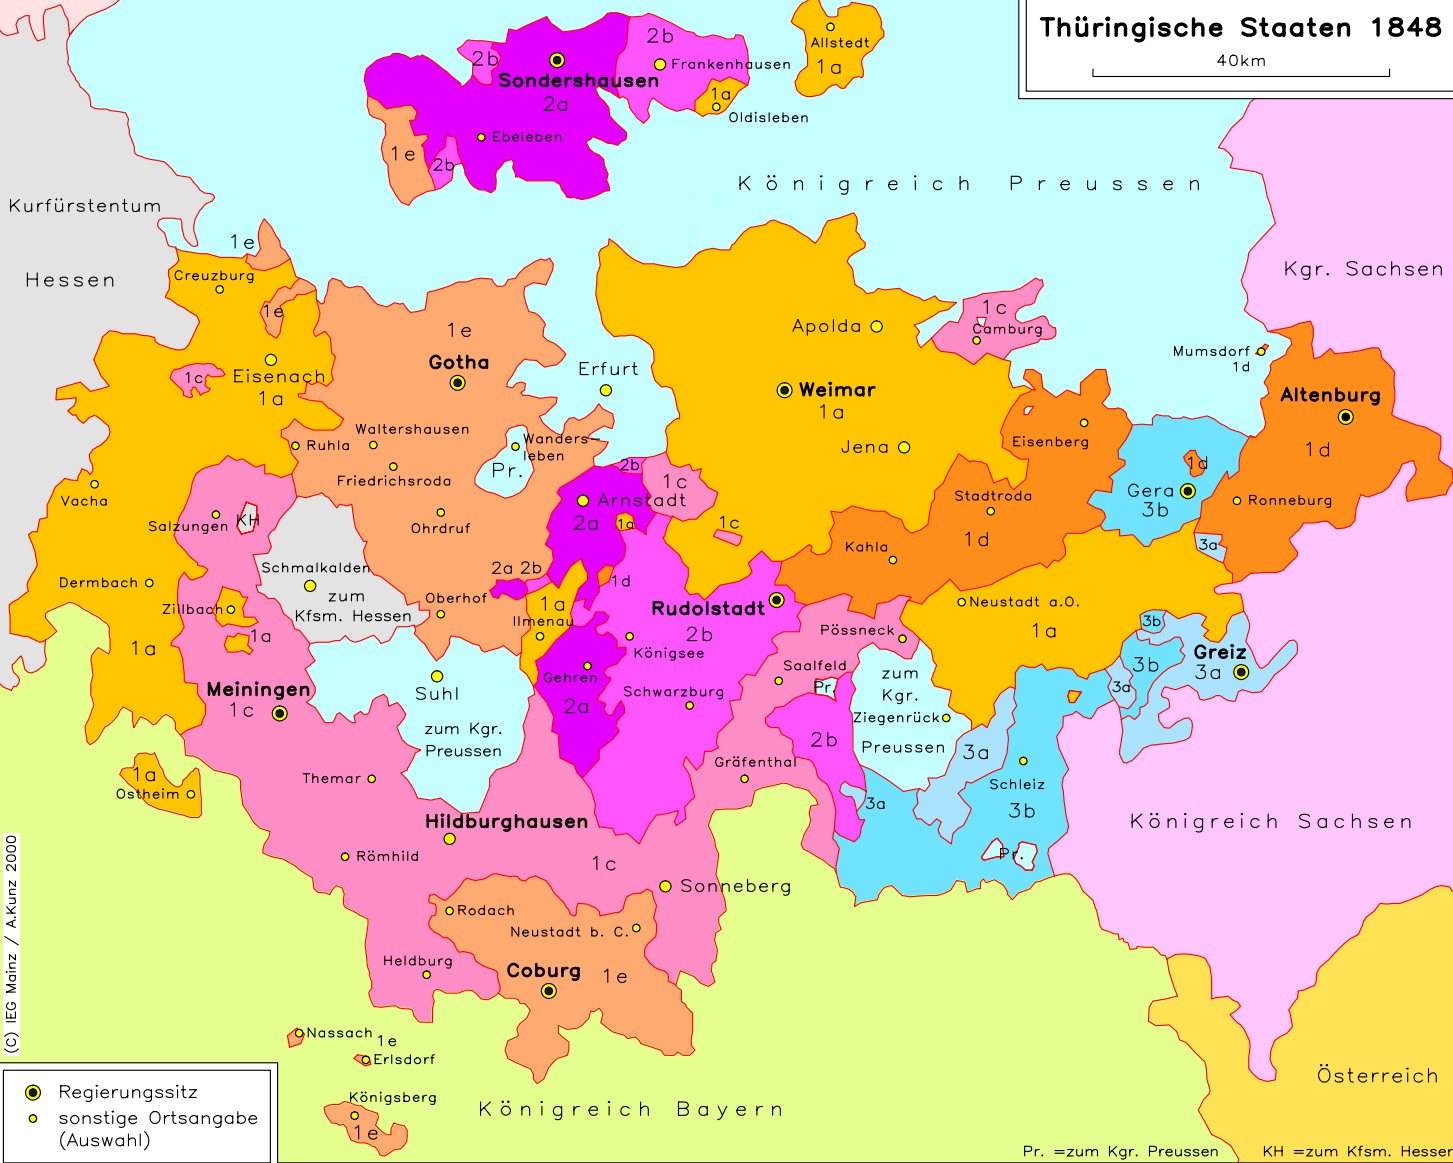 Thüringische Staaten 1848
40km
Allstedt
1a
2b
2b
Frankenhausen
Sondershausen
2a
1a
Oldisleben
Ebeleben
1e
2b
Königreich Preussen
Kurfürstentum
Hessen
1e
Creuzburg
1e
Kgr. Sachsen
1e
1c
Camburg
Apolda
Gotha
Erfurt
Mumsdorf
1d
Eisenach
1c
1a
Weimar
1a
Altenburg
Waltershausen
Ruhla
Wanders-
leben
Pr.
Jena
Eisenberg
1d
Friedrichsroda
2b
1c
1d
Vacha
Arnstadt
2a
1a
Gera
3b
Ronneburg
Stadtroda
Salzungen
KH
Ohrdruf
1c
1d
Kahla
3a
Schmalkalden
zum
Kfsm. Hessen
2a 2b
1d
Dermbach
Zillbach
Oberhof
1a
Ilmenau
Rudolstadt
2b
Neustadt a.O.
1a
3b
1a
1a
Königsee
Pössneck
Greiz
3a
3b
Saalfeld
Pr.
zum
Kgr.
Ziegenrück
Preussen
3a
Gehren
2a
Meiningen
1c
Suhl
Schwarzburg
zum Kgr.
Preussen
2b
3a
Gräfenthal
1a
Ostheim
Themar
Schleiz
3b
3a
Hildburghausen
Königreich Sachsen
Römhild
1c
Pr.
Sonneberg
Rodach
Neustadt b. C.
Heldburg
Coburg
1e
Nassach
1e
Erlsdorf
Königsberg
1e
Königreich Bayern
Österreich
(C) IEG Mainz / A.Kunz 2000
Regierungssitz
sonstige Ortsangabe
(Auswahl)
Pr. =zum Kgr. Preussen
KH =zum Kfsm. Hessen